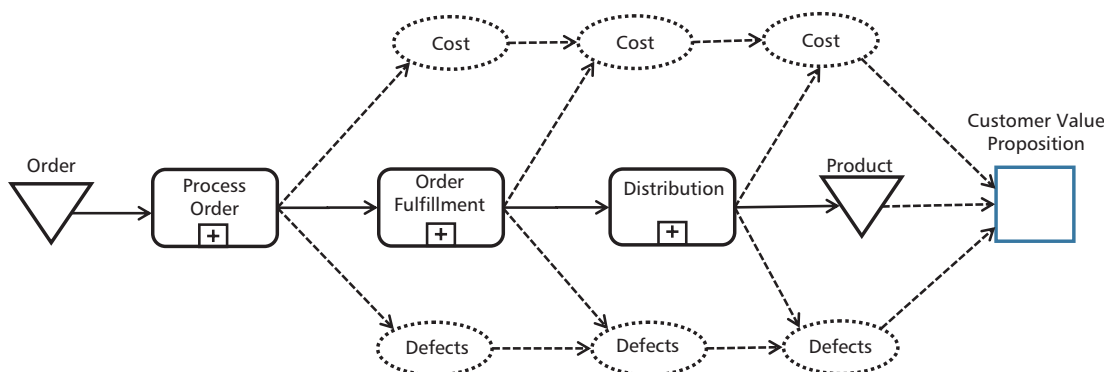 Cost
Cost
Cost
Customer Value
Proposition
Order
Process
Order
+
Order
Fulfillment
+
Distribution
+
Product
Defects
Defects
Defects